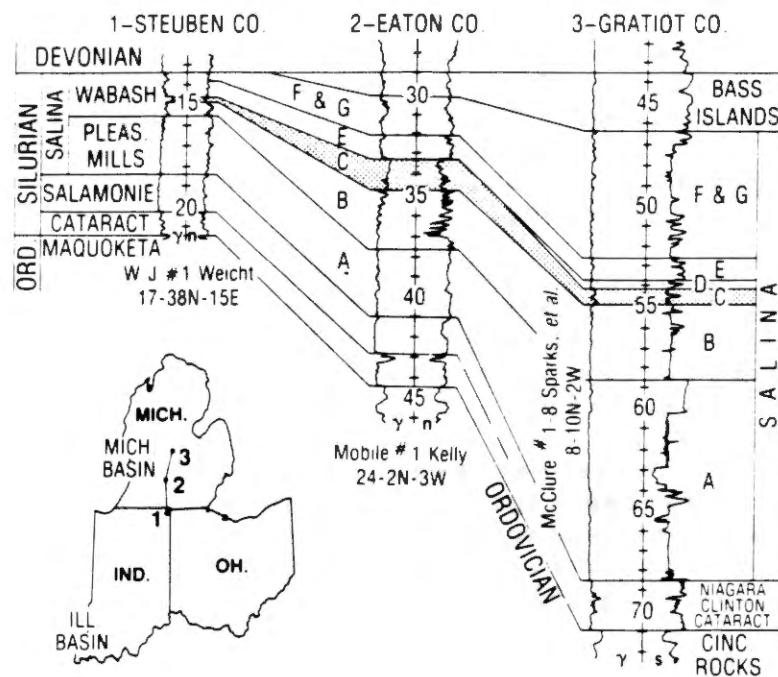 1-STEUBEN CO. 2-EATON CO. 3-GRATIOT CO.
DEVONIAN
SILURIAN
SALINA
WABASH
PLEAS.
MILLS
SALAMONIE
CATARACT
ORD.
MAQUOKETA
15
20
γ n
W J #1 Weicht
17-38N-15E
F & G
E
C
B
A
30
35
40
45
γ n
Mobile #1 Kelly
24-2N-3W
ORDOVICIAN
McClure #1-8 Sparks, et al.
8-10N-2W
45
50
55
60
65
70
γ s
BASS
ISLANDS
F & G
E
D
C
B
A
SALINA
NIAGARA
CLINTON
CATARACT
CINC
ROCKS
MICH.
MICH
BASIN
3
2
1
IND.
OH.
ILL
BASIN